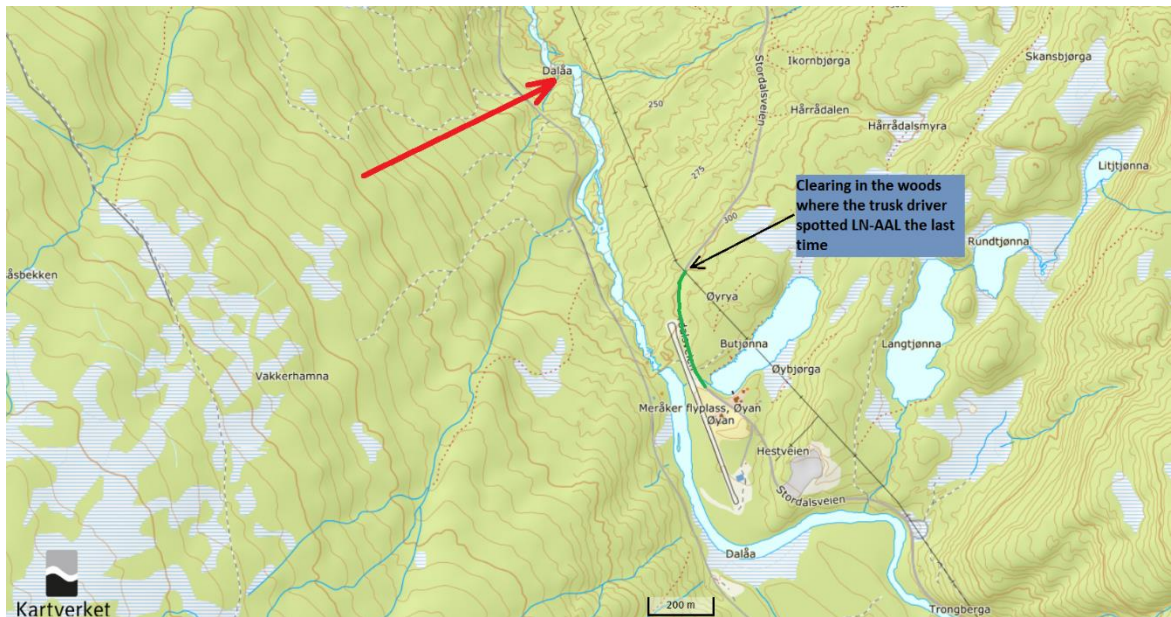 Dalåa
Stordalsveien
Ikornbjørga
Skansbjørga
250
Hårrådalen
Hårrådalsmyra
Litjtjønna
275
Clearing in the woods
where the trusk driver
spotted LN-AAL the last
time
300
Rundtjønna
åsbekken
Øyrya
dalsveien
Butjønna
Langtjønna
Øybjørga
Vakkerhamna
Meråker flyplass, Øyan
Øyan
Hestveien
Stordalsveien
Dalåa
Kartverket
200 m
Trongberga